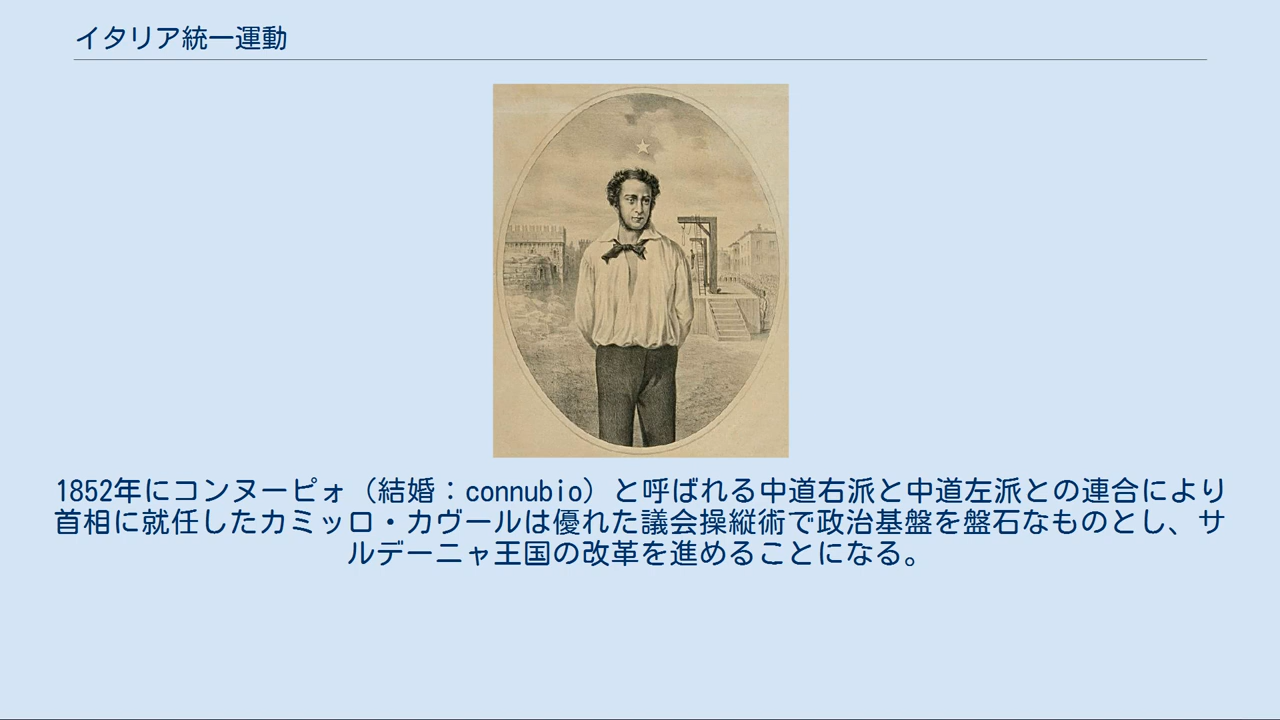 イタリア統一運動
1852年にコンヌーピォ（結婚：connubio）と呼ばれる中道右派と中道左派との連合により
首相に就任したカミッロ・カヴールは優れた議会操縦術で政治基盤を盤石なものとし、サ
ルデーニャ王国の改革を進めることになる。